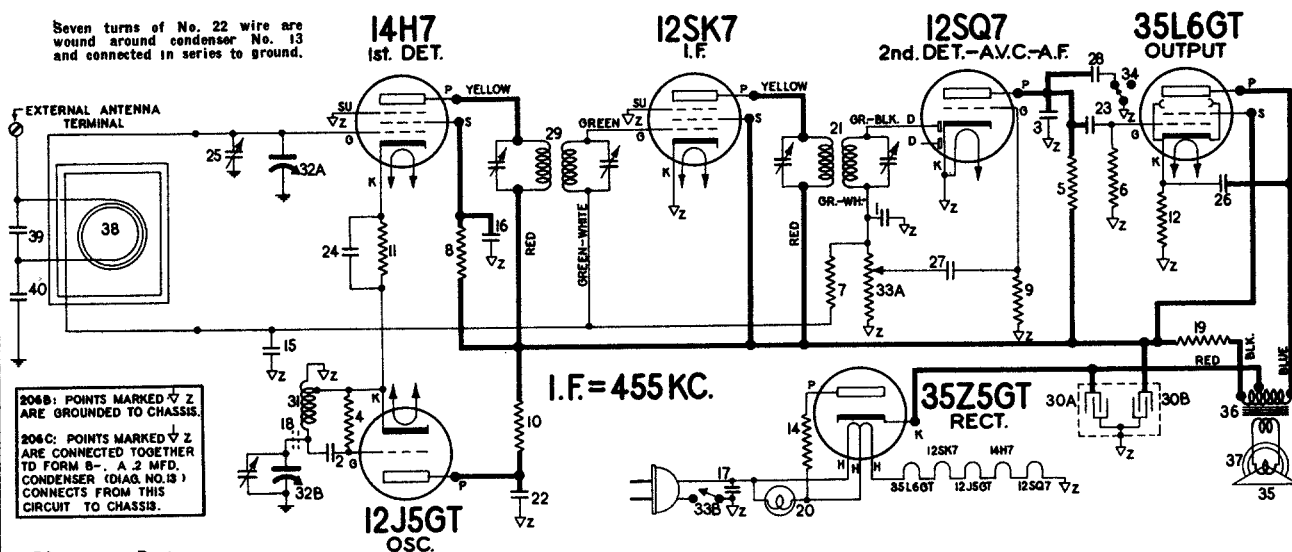 Seven turns of No. 22 wire are
wound around condenser No. 13
and connected in series to ground.
14H7
1st. DET.
12SK7
I.F.
12SQ7
2nd. DET.-A.V.C.-A.F.
35L6GT
OUTPUT
EXTERNAL ANTENNA
TERMINAL
SU
Z
G
P
YELLOW
S
K
25
32A
29
GREEN
SU
Z
G
P
YELLOW
S
K
Z
21
GR.-BLK.
D
D
K
Z
P
G
3
Z
28
34
Z
23
G
P
S
K
38
39
40
24
11
8
16
Z
RED
GREEN-WHITE
RED
GR.-WH.
1
Z
7
33A
Z
27
9
Z
5
6
Z
12
Z
26
15
Z
19
BLK.
BLUE
RED
I.F.=455 KC.
206B: POINTS MARKED Z
ARE GROUNDED TO CHASSIS.
206C: POINTS MARKED Z
ARE CONNECTED TOGETHER
TO FORM B-. A .2 MFD.
CONDENSER (DIAG. NO.13)
CONNECTS FROM THIS
CIRCUIT TO CHASSIS.
Z
31
18
4
2
G
K
P
32B
10
22
Z
12J5GT
OSC.
P
14
K
H
H
H
35Z5GT
RECT.
30A
30B
Z
36
37
35
17
33B
Z
20
35L6GT
12SK7
12J5GT
14H7
12SQ7
Z